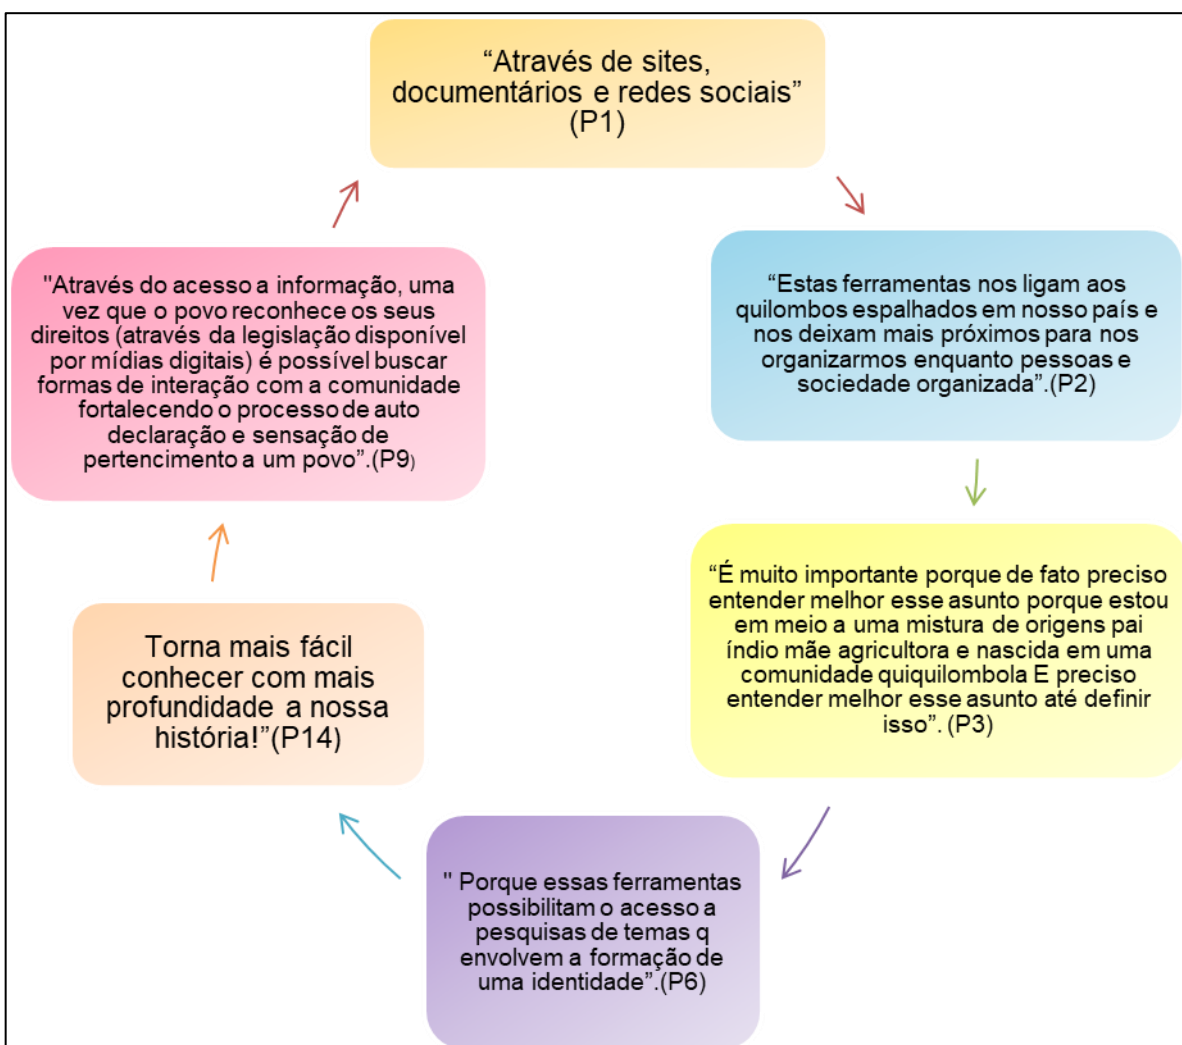 “Através de sites,
documentários e redes sociais”
(P1)
“Estas ferramentas nos ligam aos
quilombos espalhados em nosso país e
nos deixam mais próximos para nos
organizarmos enquanto pessoas e
sociedade organizada”.(P2)
“É muito importante porque de fato preciso
entender melhor esse asunto porque estou
em meio a uma mistura de origens pai
índio mãe agricultora e nascida em uma
comunidade quiquilombola E preciso
entender melhor esse asunto até definir
isso”. (P3)
" Porque essas ferramentas
possibilitam o acesso a
pesquisas de temas q
envolvem a formação de
uma identidade”.(P6)
Torna mais fácil
conhecer com mais
profundidade a nossa
história!”(P14)
"Através do acesso a informação, uma
vez que o povo reconhece os seus
direitos (através da legislação disponível
por mídias digitais) é possível buscar
formas de interação com a comunidade
fortalecendo o processo de auto
declaração e sensação de
pertencimento a um povo”.(P9)